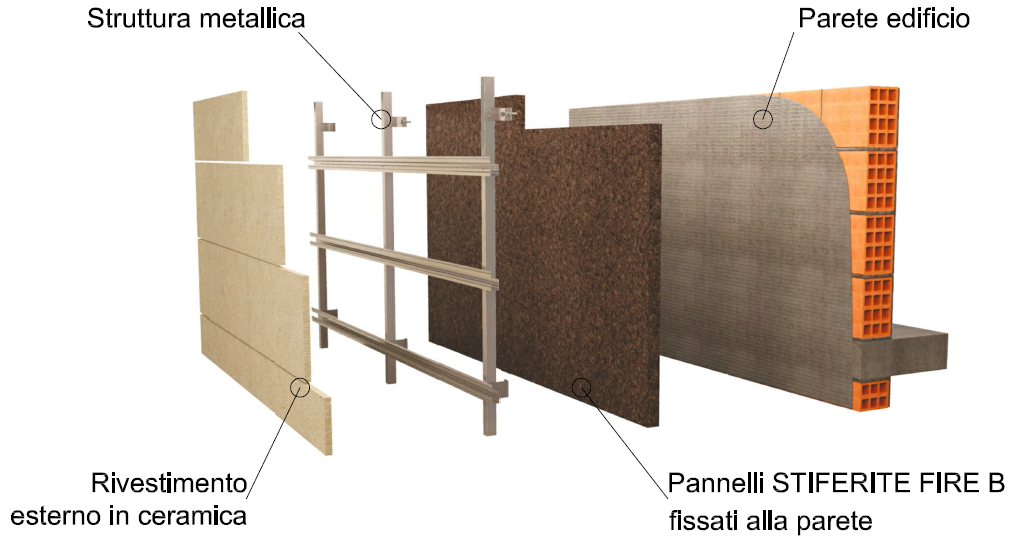 Struttura metallica
Parete edificio
Rivestimento
esterno in ceramica
Pannelli STIFERITE FIRE B
fissati alla parete